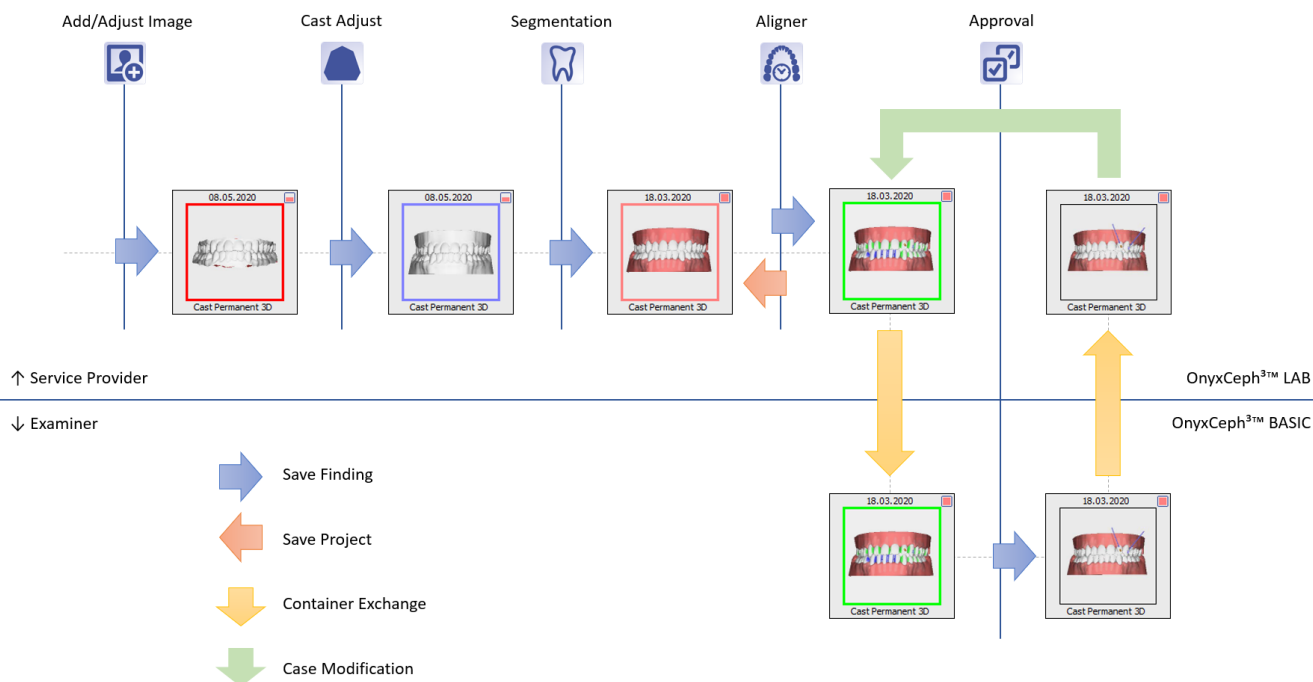 Add/Adjust Image
Cast Adjust
Segmentation
Aligner
Approval
08.05.2020
Cast Permanent 3D
08.05.2020
Cast Permanent 3D
18.03.2020
Cast Permanent 3D
18.03.2020
Cast Permanent 3D
18.03.2020
Cast Permanent 3D
↑ Service Provider
OnyxCeph³™ LAB
↓ Examiner
OnyxCeph³™ BASIC
Save Finding
Save Project
Container Exchange
Case Modification
18.03.2020
Cast Permanent 3D
18.03.2020
Cast Permanent 3D